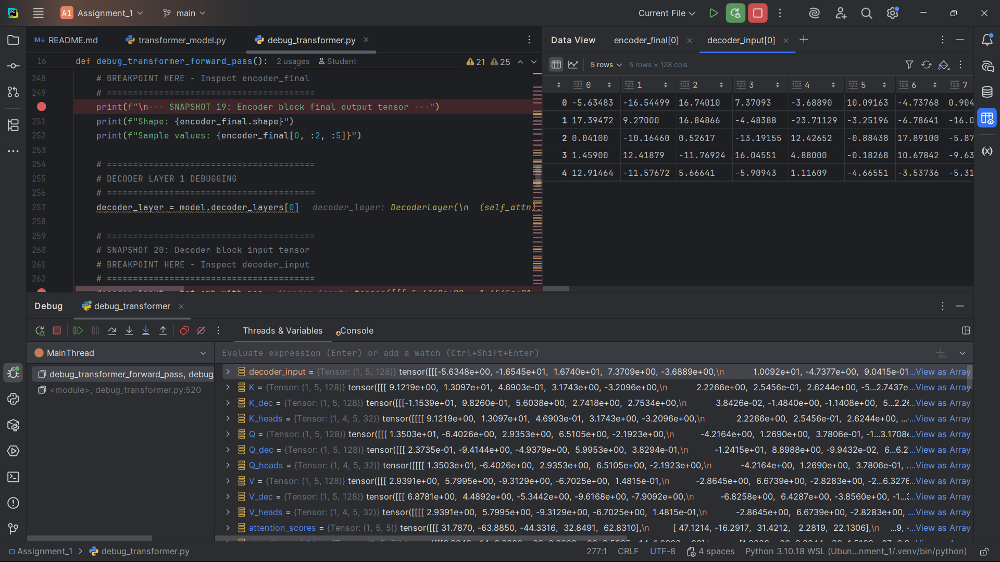 A1 Assignment_1 main Current File
README.md transformer_model.py debug_transformer.py
Data View encoder_final[0] decoder_input[0]
16 def debug_transformer_forward_pass(): 2 usages Student 21 25
5 rows 5 rows × 128 cols
248 # BREAKPOINT HERE - Inspect encoder_final
249 # ========================================
print(f"\n--- SNAPSHOT 19: Encoder block final output tensor ---")
251 print(f"Shape: {encoder_final.shape}")
252 print(f"Sample values: {encoder_final[0, :2, :5]}")
253
254 # ========================================
255 # DECODER LAYER 1 DEBUGGING
256 # ========================================
257 decoder_layer = model.decoder_layers[0] decoder_layer: DecoderLayer(\n (self_attn):
258
259 # ========================================
260 # SNAPSHOT 20: Decoder block input tensor
261 # BREAKPOINT HERE - Inspect decoder_input
262 # ========================================
123 0 123 1 123 2 123 3 123 4 123 5 123 6 123 7
0 -5.63483 -16.54499 16.74010 7.37093 -3.68890 10.09163 -4.73768 0.904
1 17.39472 9.27000 16.84866 -4.48388 -23.71129 -3.25196 -6.78641 -16.0
2 0.04100 -10.16460 0.52617 -13.19155 12.42652 -0.88438 17.89100 -5.87
3 1.45900 12.41879 -11.76924 16.04551 4.88000 -0.18268 10.67842 -9.63
4 12.91464 -11.57672 5.66641 -5.90943 1.11609 -4.66551 -3.53736 -5.31
Debug debug_transformer
Threads & Variables Console
MainThread
debug_transformer_forward_pass, debug_
<module>, debug_transformer.py:520
Evaluate expression (Enter) or add a watch (Ctrl+Shift+Enter)
decoder_input = {Tensor: (1, 5, 128)} tensor([[[-5.6348e+00, -1.6545e+01, 1.6740e+01, 7.3709e+00, -3.6889e+00,\n 1.0092e+01, -4.7377e+00, 9.0415e-01...View as Array
K = {Tensor: (1, 5, 128)} tensor([[[ 9.1219e+00, 1.3097e+01, 4.6903e-01, 3.1743e+00, -3.2096e+00,\n 2.2266e+00, 2.5456e-01, 2.6244e+00, -5...2.7437e...View as Array
K_dec = {Tensor: (1, 5, 128)} tensor([[[-1.1539e+01, 9.8260e-01, 5.6038e+00, 2.7418e+00, 2.7534e+00,\n 3.8426e-02, -1.4840e+00, -1.1408e+00, 5...2.2...View as Array
K_heads = {Tensor: (1, 4, 5, 32)} tensor([[[[ 9.1219e+00, 1.3097e+01, 4.6903e-01, 3.1743e+00, -3.2096e+00,\n 2.2266e+00, 2.5456e-01, 2.6244e+00, ...View as Array
Q = {Tensor: (1, 5, 128)} tensor([[[ 1.3503e+01, -6.4026e+00, 2.9353e+00, 6.5105e+00, -2.1923e+00,\n -4.2164e+00, 1.2690e+00, 3.7806e-01, -1...3.1708...View as Array
Q_dec = {Tensor: (1, 5, 128)} tensor([[[ 2.3735e-01, -9.4144e+00, -4.9379e+00, 5.9953e+00, 3.8294e-01,\n -1.2415e+01, 8.8988e+00, -9.9432e-02, 6...6.2...View as Array
Q_heads = {Tensor: (1, 4, 5, 32)} tensor([[[[ 1.3503e+01, -6.4026e+00, 2.9353e+00, 6.5105e+00, -2.1923e+00,\n -4.2164e+00, 1.2690e+00, 3.7806e-01, ...View as Array
V = {Tensor: (1, 5, 128)} tensor([[[ 2.9391e+00, 5.7995e+00, -9.3129e+00, -6.7025e+00, 1.4815e-01,\n -2.8645e+00, 6.6739e+00, -2.8283e+00, -2...6.3276...View as Array
V_dec = {Tensor: (1, 5, 128)} tensor([[[ 6.8781e+00, 4.4892e+00, -5.3442e+00, -9.6168e+00, -7.9092e+00,\n -6.8258e+00, 6.4287e+00, -3.8560e+00, -1...View as Array
V_heads = {Tensor: (1, 4, 5, 32)} tensor([[[[ 2.9391e+00, 5.7995e+00, -9.3129e+00, -6.7025e+00, 1.4815e-01,\n -2.8645e+00, 6.6739e+00, -2.8283e+00, ...View as Array
attention_scores = {Tensor: (1, 5, 5)} tensor([[[ 31.7870, -63.8850, -44.3316, 32.8491, 62.8310],\n [ 47.1214, -16.2917, 31.4212, 2.2819, 22.1306],\n ...9, -...View as Array
Assignment_1 > debug_transformer.py 277:1 CRLF UTF-8 4 spaces Python 3.10.18 WSL (Ubun...nment_1/.venv/bin/python)